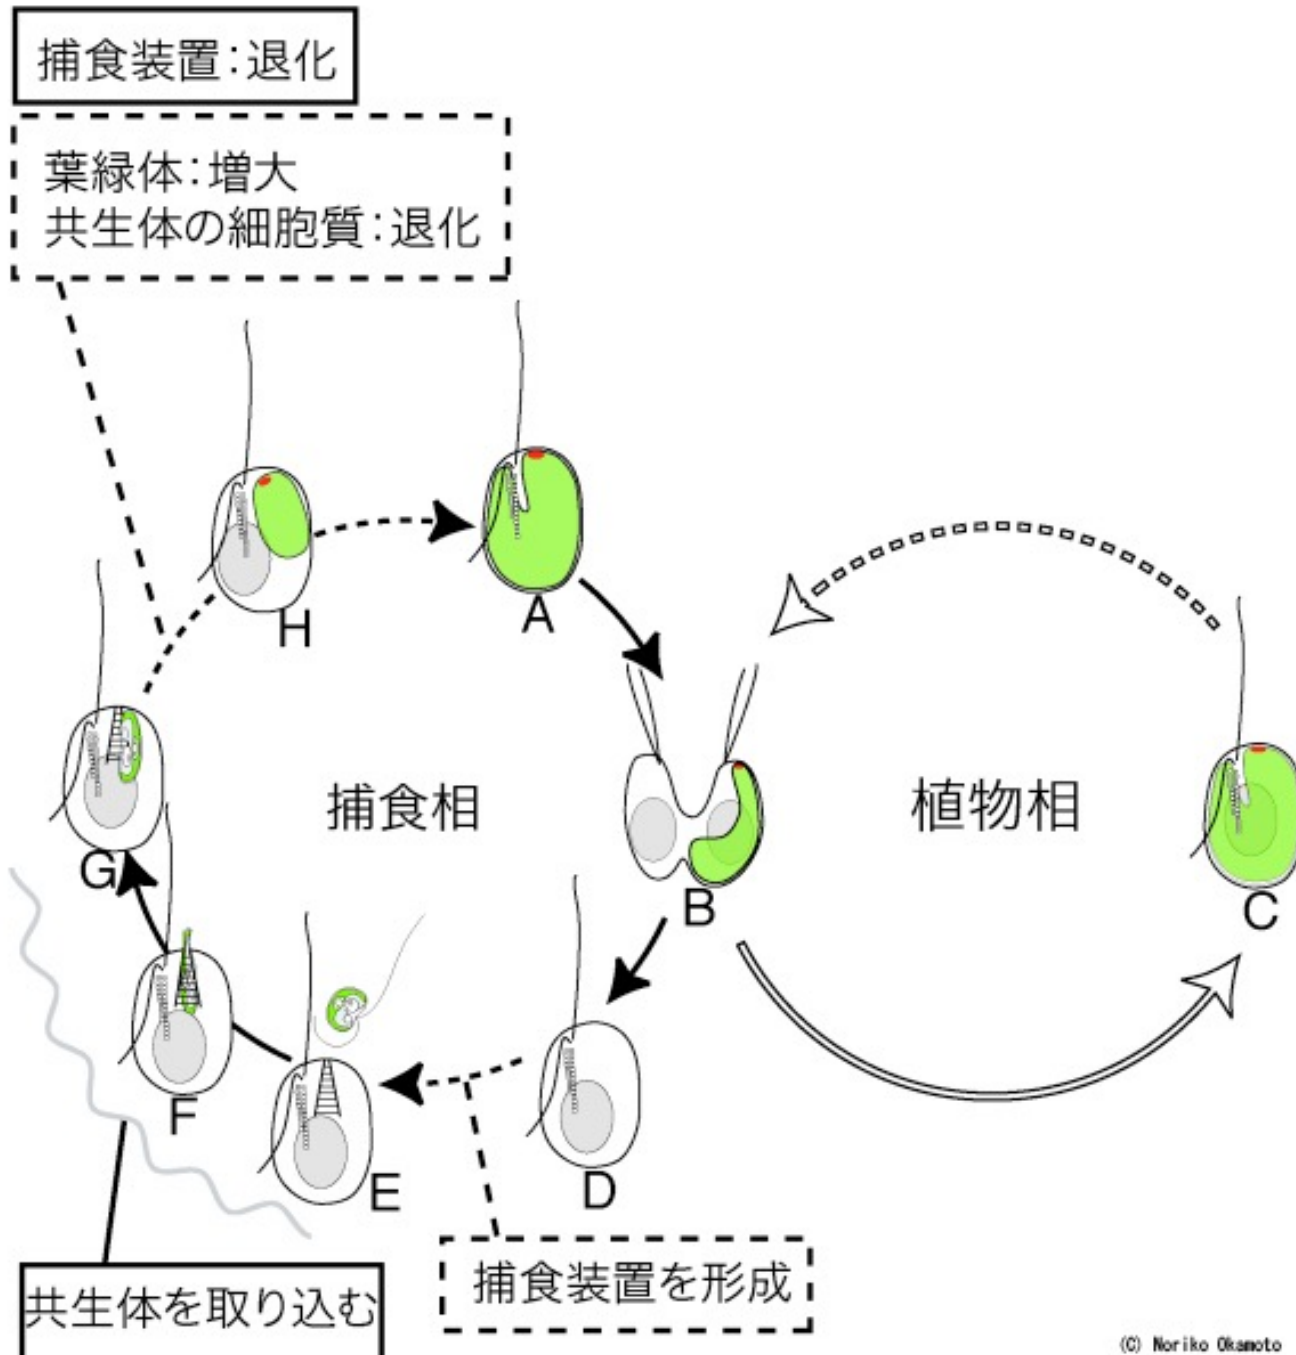 捕食装置:退化
葉緑体:増大
共生体の細胞質:退化
H
A
捕食相
植物相
G
B
C
F
E
D
共生体を取り込む
捕食装置を形成
(C) Noriko Okamoto